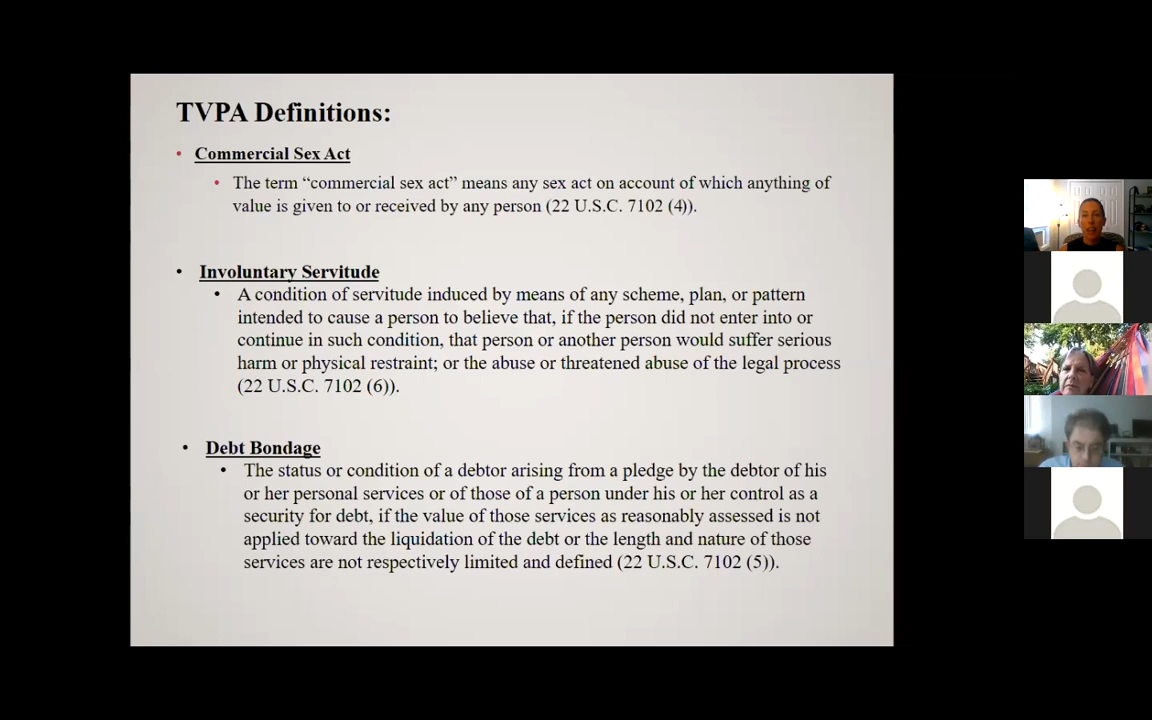 TVPA Definitions:
• Commercial Sex Act
• The term “commercial sex act” means any sex act on account of which anything of
value is given to or received by any person (22 U.S.C. 7102 (4)).
• Involuntary Servitude
• A condition of servitude induced by means of any scheme, plan, or pattern
intended to cause a person to believe that, if the person did not enter into or
continue in such condition, that person or another person would suffer serious
harm or physical restraint; or the abuse or threatened abuse of the legal process
(22 U.S.C. 7102 (6)).
• Debt Bondage
• The status or condition of a debtor arising from a pledge by the debtor of his
or her personal services or of those of a person under his or her control as a
security for debt, if the value of those services as reasonably assessed is not
applied toward the liquidation of the debt or the length and nature of those
services are not respectively limited and defined (22 U.S.C. 7102 (5)).